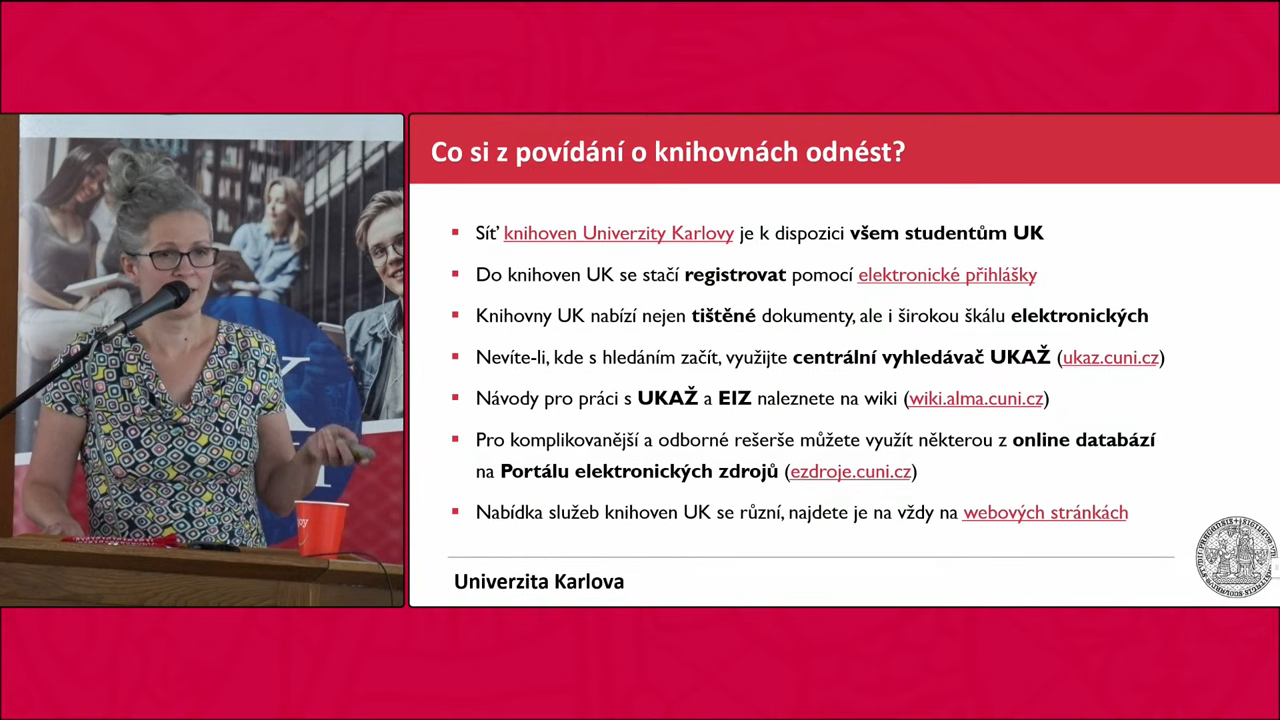 Co si z povídání o knihovnách odnést?
▪ Síť knihoven Univerzity Karlovy je k dispozici všem studentům UK
▪ Do knihoven UK se stačí registrovat pomocí elektronické přihlášky
▪ Knihovny UK nabízí nejen tištěné dokumenty, ale i širokou škálu elektronických
▪ Nevíte-li, kde s hledáním začít, využijte centrální vyhledávač UKAŽ (ukaz.cuni.cz)
▪ Návody pro práci s UKAŽ a EIZ naleznete na wiki (wiki.alma.cuni.cz)
▪ Pro komplikovanější a odborné rešerše můžete využít některou z online databází
na Portálu elektronických zdrojů (ezdroje.cuni.cz)
▪ Nabídka služeb knihoven UK se různí, najdete je na vždy na webových stránkách
Univerzita Karlova